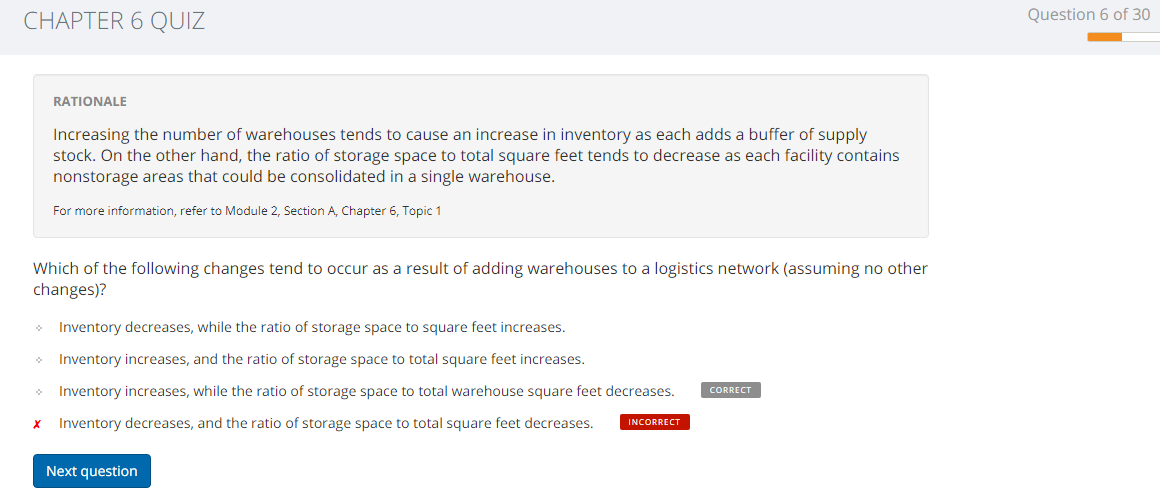 CHAPTER 6 QUIZ
Question 6 of 30
RATIONALE
Increasing the number of warehouses tends to cause an increase in inventory as each adds a buffer of supply
stock. On the other hand, the ratio of storage space to total square feet tends to decrease as each facility contains
nonstorage areas that could be consolidated in a single warehouse.
For more information, refer to Module 2, Section A, Chapter 6, Topic 1
Which of the following changes tend to occur as a result of adding warehouses to a logistics network (assuming no other
changes)?
Inventory decreases, while the ratio of storage space to square feet increases.
Inventory increases, and the ratio of storage space to total square feet increases.
Inventory increases, while the ratio of storage space to total warehouse square feet decreases. CORRECT
✗ Inventory decreases, and the ratio of storage space to total square feet decreases. INCORRECT
Next question